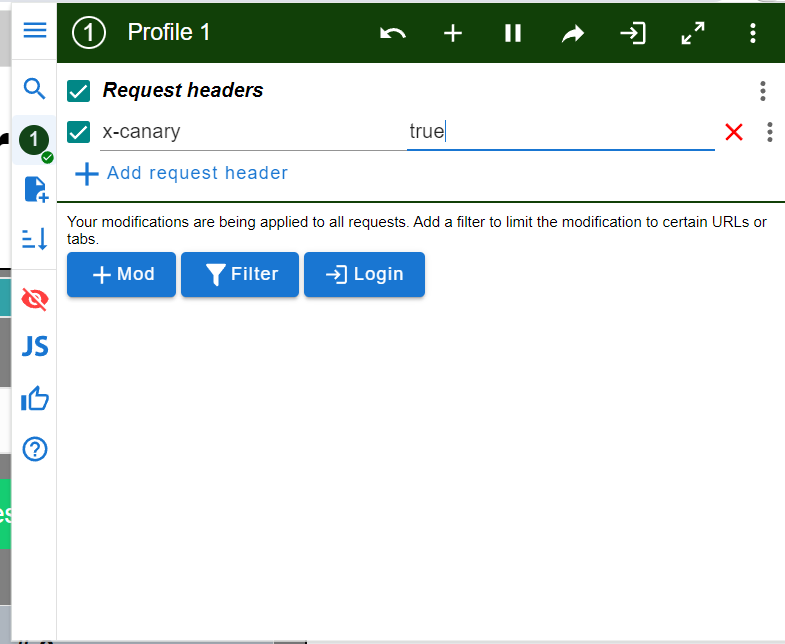 1 Profile 1
Request headers
1
x-canary true
Add request header
Your modifications are being applied to all requests. Add a filter to limit the modification to certain URLs or
tabs.
Mod Filter Login
JS
?
es